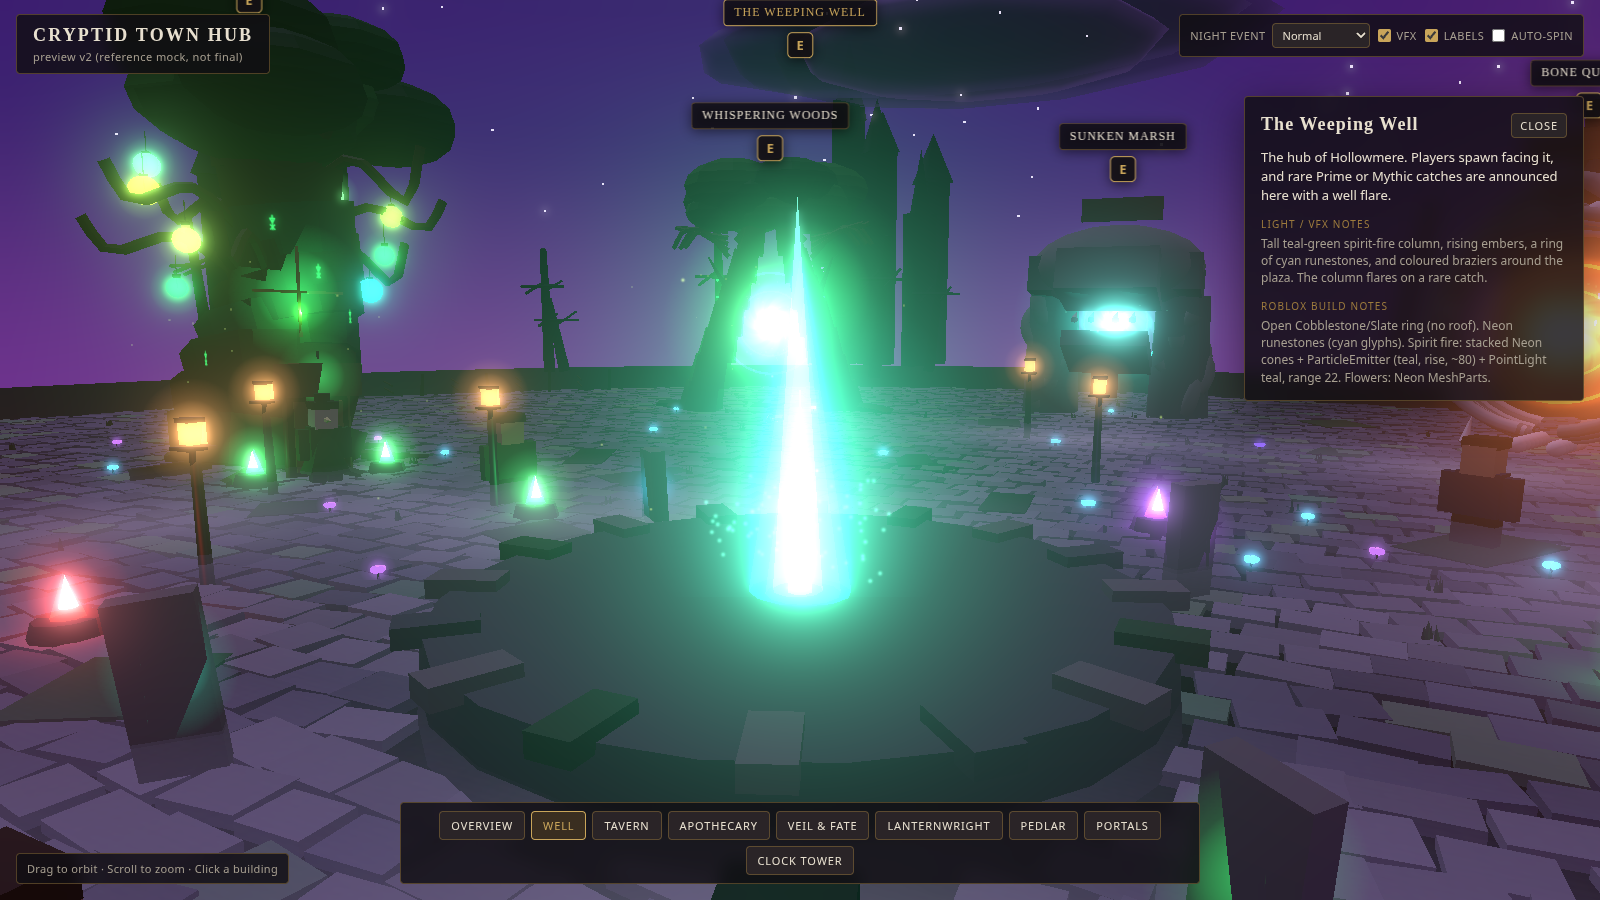 E
CRYPTID TOWN HUB
preview v2 (reference mock, not final)
THE WEEPING WELL
E
NIGHT EVENT Normal VFX LABELS AUTO-SPIN
BONE QU
E
WHISPERING WOODS
E
SUNKEN MARSH
E
The Weeping Well
CLOSE
The hub of Hollowmere. Players spawn facing it,
and rare Prime or Mythic catches are announced
here with a well flare.
LIGHT / VFX NOTES
Tall teal-green spirit-fire column, rising embers, a ring
of cyan runestones, and coloured braziers around the
plaza. The column flares on a rare catch.
ROBLOX BUILD NOTES
Open Cobblestone/Slate ring (no roof). Neon
runestones (cyan glyphs). Spirit fire: stacked Neon
cones + ParticleEmitter (teal, rise, ~80) + PointLight
teal, range 22. Flowers: Neon MeshParts.
OVERVIEW WELL TAVERN APOTHECARY VEIL & FATE LANTERNWRIGHT PEDLAR PORTALS
CLOCK TOWER
Drag to orbit · Scroll to zoom · Click a building